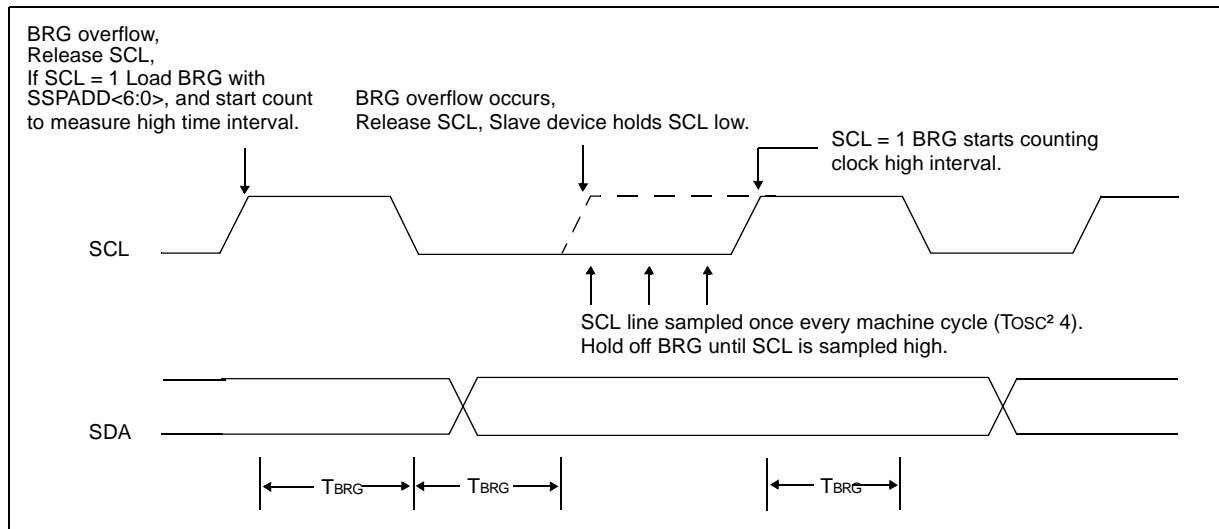 BRG overflow,
Release SCL,
If SCL = 1 Load BRG with
SSPADD<6:0>, and start count
to measure high time interval.
BRG overflow occurs,
Release SCL, Slave device holds SCL low.
SCL = 1 BRG starts counting
clock high interval.
SCL
SCL line sampled once every machine cycle (TOSC² 4).
Hold off BRG until SCL is sampled high.
SDA
TBRG
TBRG
TBRG